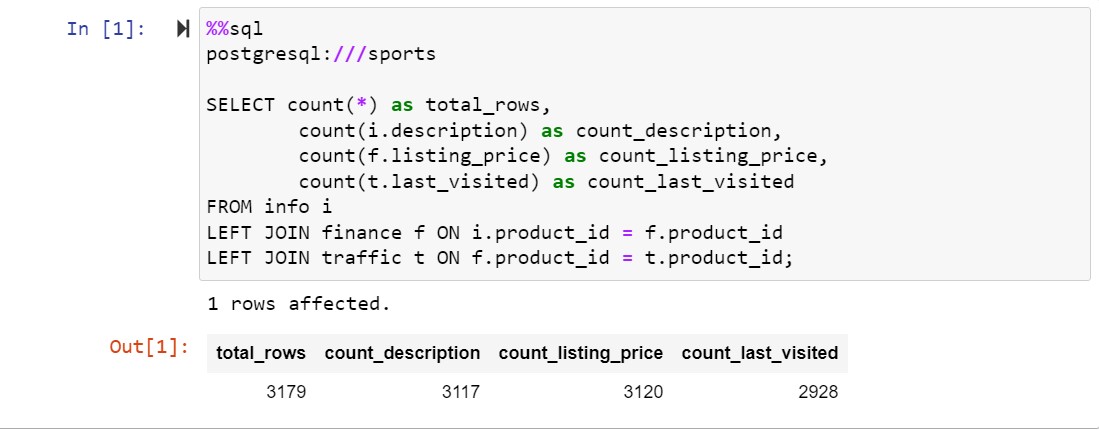 In [1]:
%%sql
postgresql:///sports
SELECT count(*) as total_rows,
count(i.description) as count_description,
count(f.listing_price) as count_listing_price,
count(t.last_visited) as count_last_visited
FROM info i
LEFT JOIN finance f ON i.product_id = f.product_id
LEFT JOIN traffic t ON f.product_id = t.product_id;
1 rows affected.
Out[1]:
total_rows count_description count_listing_price count_last_visited
3179 3117 3120 2928